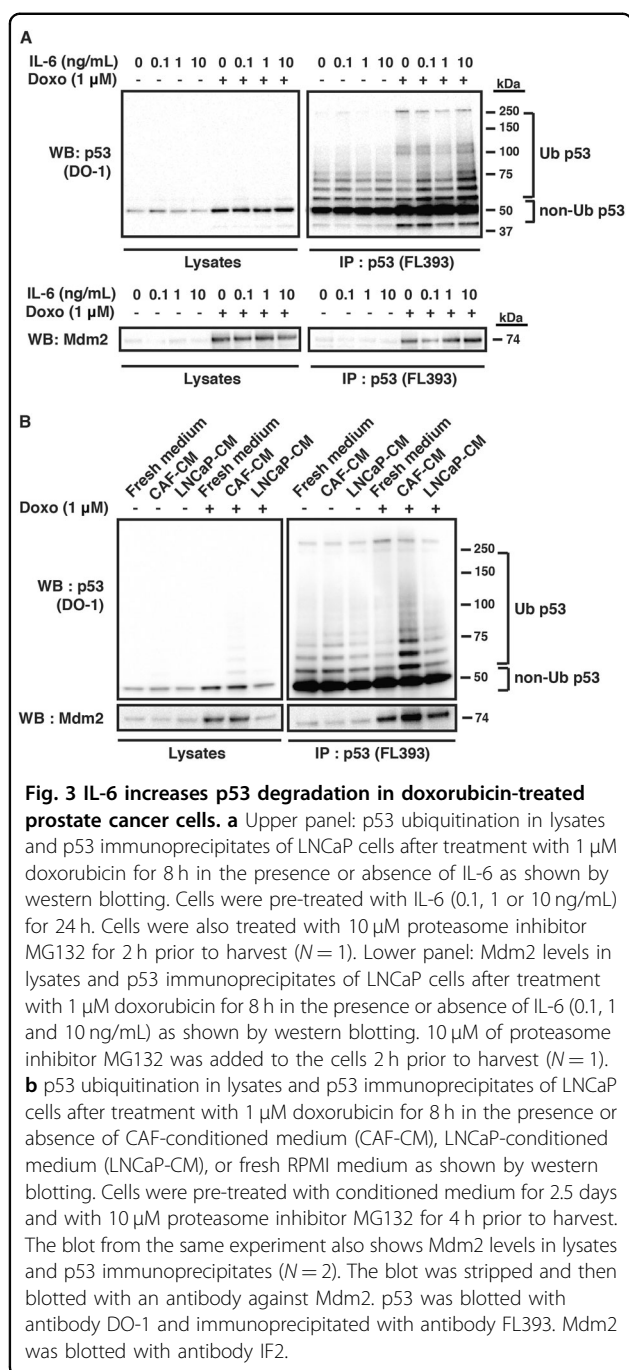 A
IL-6 (ng/mL) 0 0.1 1 10 0 0.1 1 10 0 0.1 1 10 0 0.1 1 10
Doxo (1 µM) - - - - + + + + - - - - + + + + kDa
WB: p53
(DO-1)
250
150
100
75
50
37
Ub p53
non-Ub p53
Lysates IP : p53 (FL393)
IL-6 (ng/mL) 0 0.1 1 10 0 0.1 1 10 0 0.1 1 10 0 0.1 1 10
Doxo (1 µM) - - - - + + + + - - - - + + + + kDa
WB: Mdm2 74
Lysates IP : p53 (FL393)
B
Fresh medium CAF-CM LNCaP-CM Fresh medium CAF-CM LNCaP-CM Fresh medium CAF-CM LNCaP-CM Fresh medium CAF-CM LNCaP-CM
Doxo (1 µM) - - - + + + - - - + + +
WB : p53
(DO-1)
250
150
100
75
50
Ub p53
non-Ub p53
WB : Mdm2 74
Lysates IP : p53 (FL393)
Fig. 3 IL-6 increases p53 degradation in doxorubicin-treated
prostate cancer cells. a Upper panel: p53 ubiquitination in lysates
and p53 immunoprecipitates of LNCaP cells after treatment with 1 µM
doxorubicin for 8 h in the presence or absence of IL-6 as shown by
western blotting. Cells were pre-treated with IL-6 (0.1, 1 or 10 ng/mL)
for 24 h. Cells were also treated with 10 µM proteasome inhibitor
MG132 for 2 h prior to harvest (N = 1). Lower panel: Mdm2 levels in
lysates and p53 immunoprecipitates of LNCaP cells after treatment
with 1 µM doxorubicin for 8 h in the presence or absence of IL-6 (0.1, 1
and 10 ng/mL) as shown by western blotting. 10 µM of proteasome
inhibitor MG132 was added to the cells 2 h prior to harvest (N = 1).
b p53 ubiquitination in lysates and p53 immunoprecipitates of LNCaP
cells after treatment with 1 µM doxorubicin for 8 h in the presence or
absence of CAF-conditioned medium (CAF-CM), LNCaP-conditioned
medium (LNCaP-CM), or fresh RPMI medium as shown by western
blotting. Cells were pre-treated with conditioned medium for 2.5 days
and with 10 µM proteasome inhibitor MG132 for 4 h prior to harvest.
The blot from the same experiment also shows Mdm2 levels in lysates
and p53 immunoprecipitates (N = 2). The blot was stripped and then
blotted with an antibody against Mdm2. p53 was blotted with
antibody DO-1 and immunoprecipitated with antibody FL393. Mdm2
was blotted with antibody IF2.